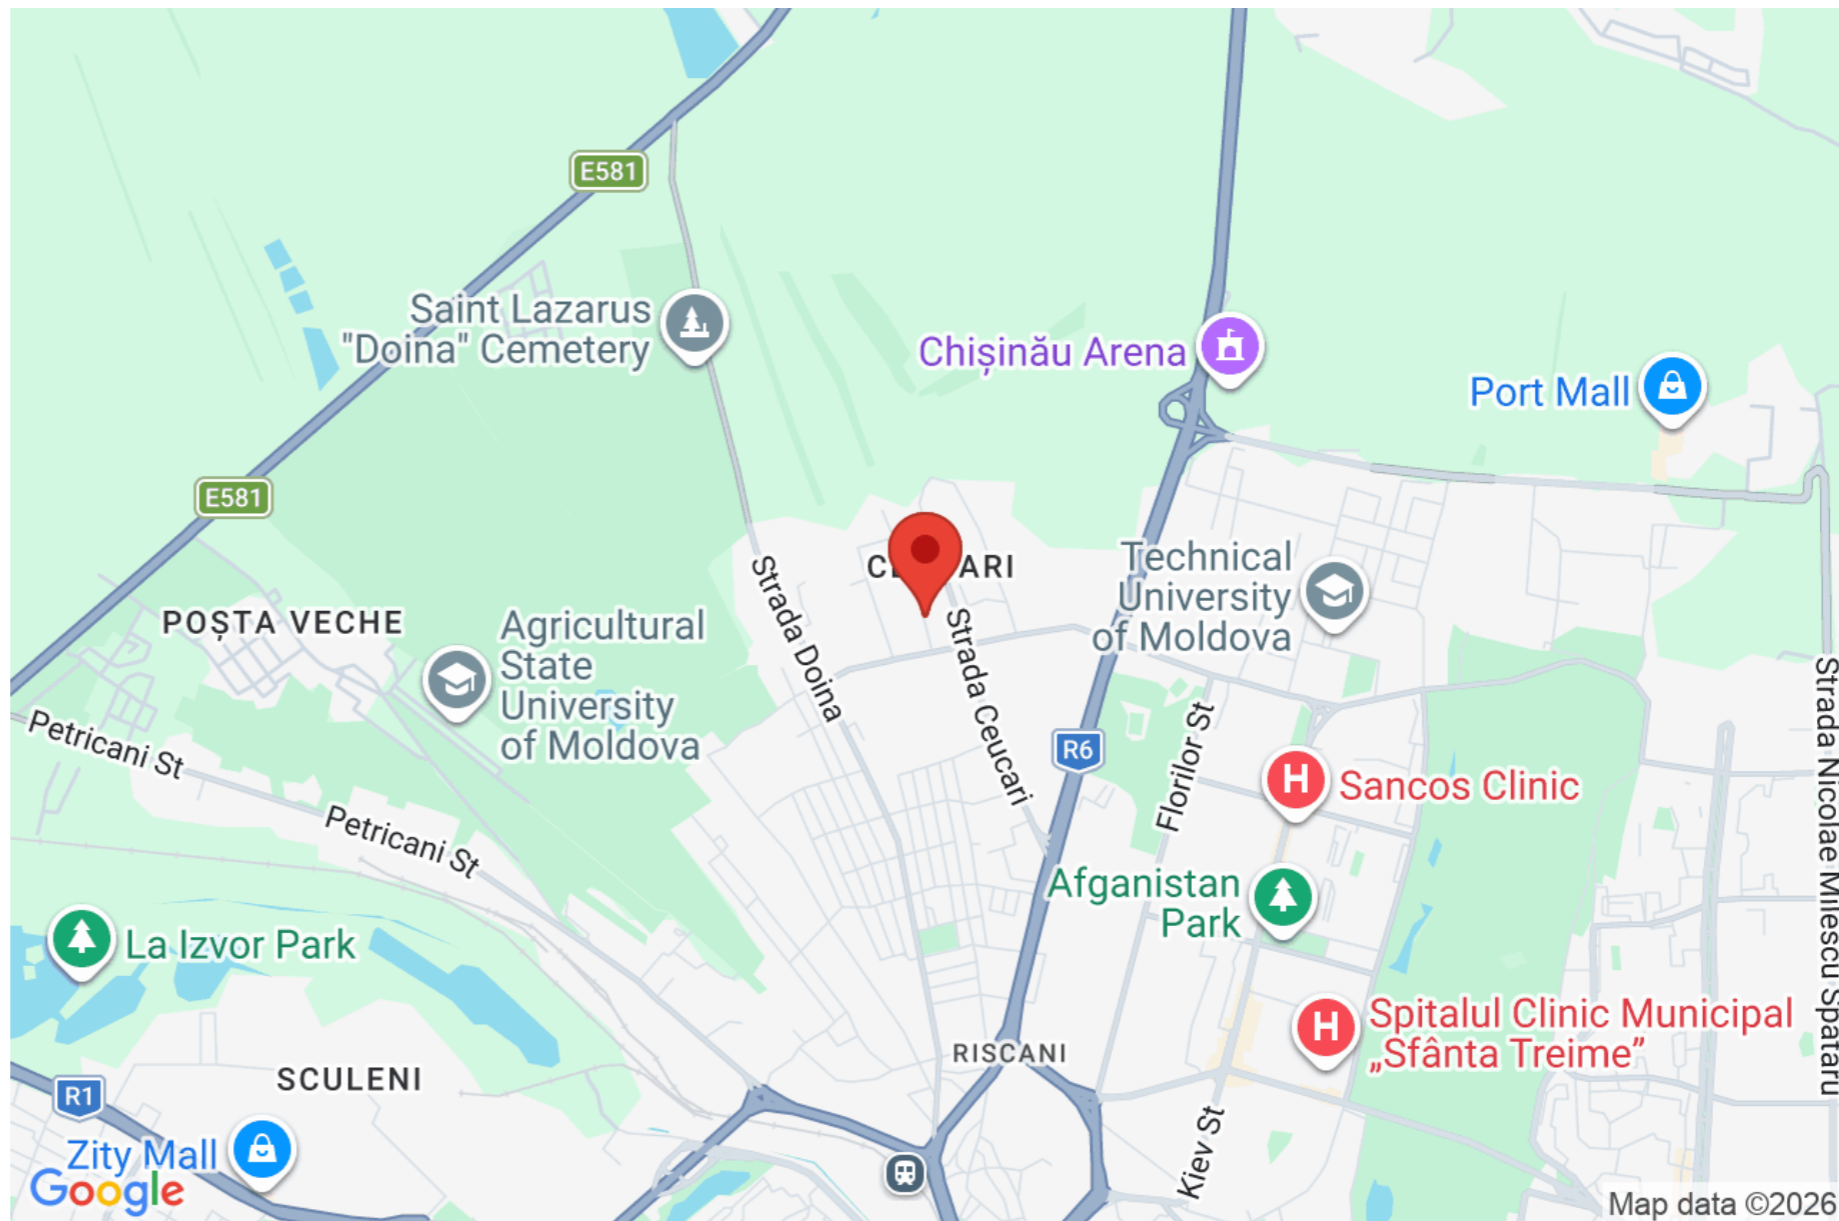 E581
Saint Lazarus
"Doina" Cemetery
Chișinău Arena
Port Mall
E581
POȘTA VECHE
Agricultural
State
University
of Moldova
Strada Doina
Strada Ceucari
Technical
University
of Moldova
Petricani St
Petricani St
R6
Florilor St
Sancos Clinic
Strada Nicolae Milescu Spătaru
Afganistan
Park
La Izvor Park
Spitalul Clinic Municipal
„Sfânta Treime”
RISCANI
SCULENI
R1
Zity Mall
Kiev St
Google
Map data ©2026